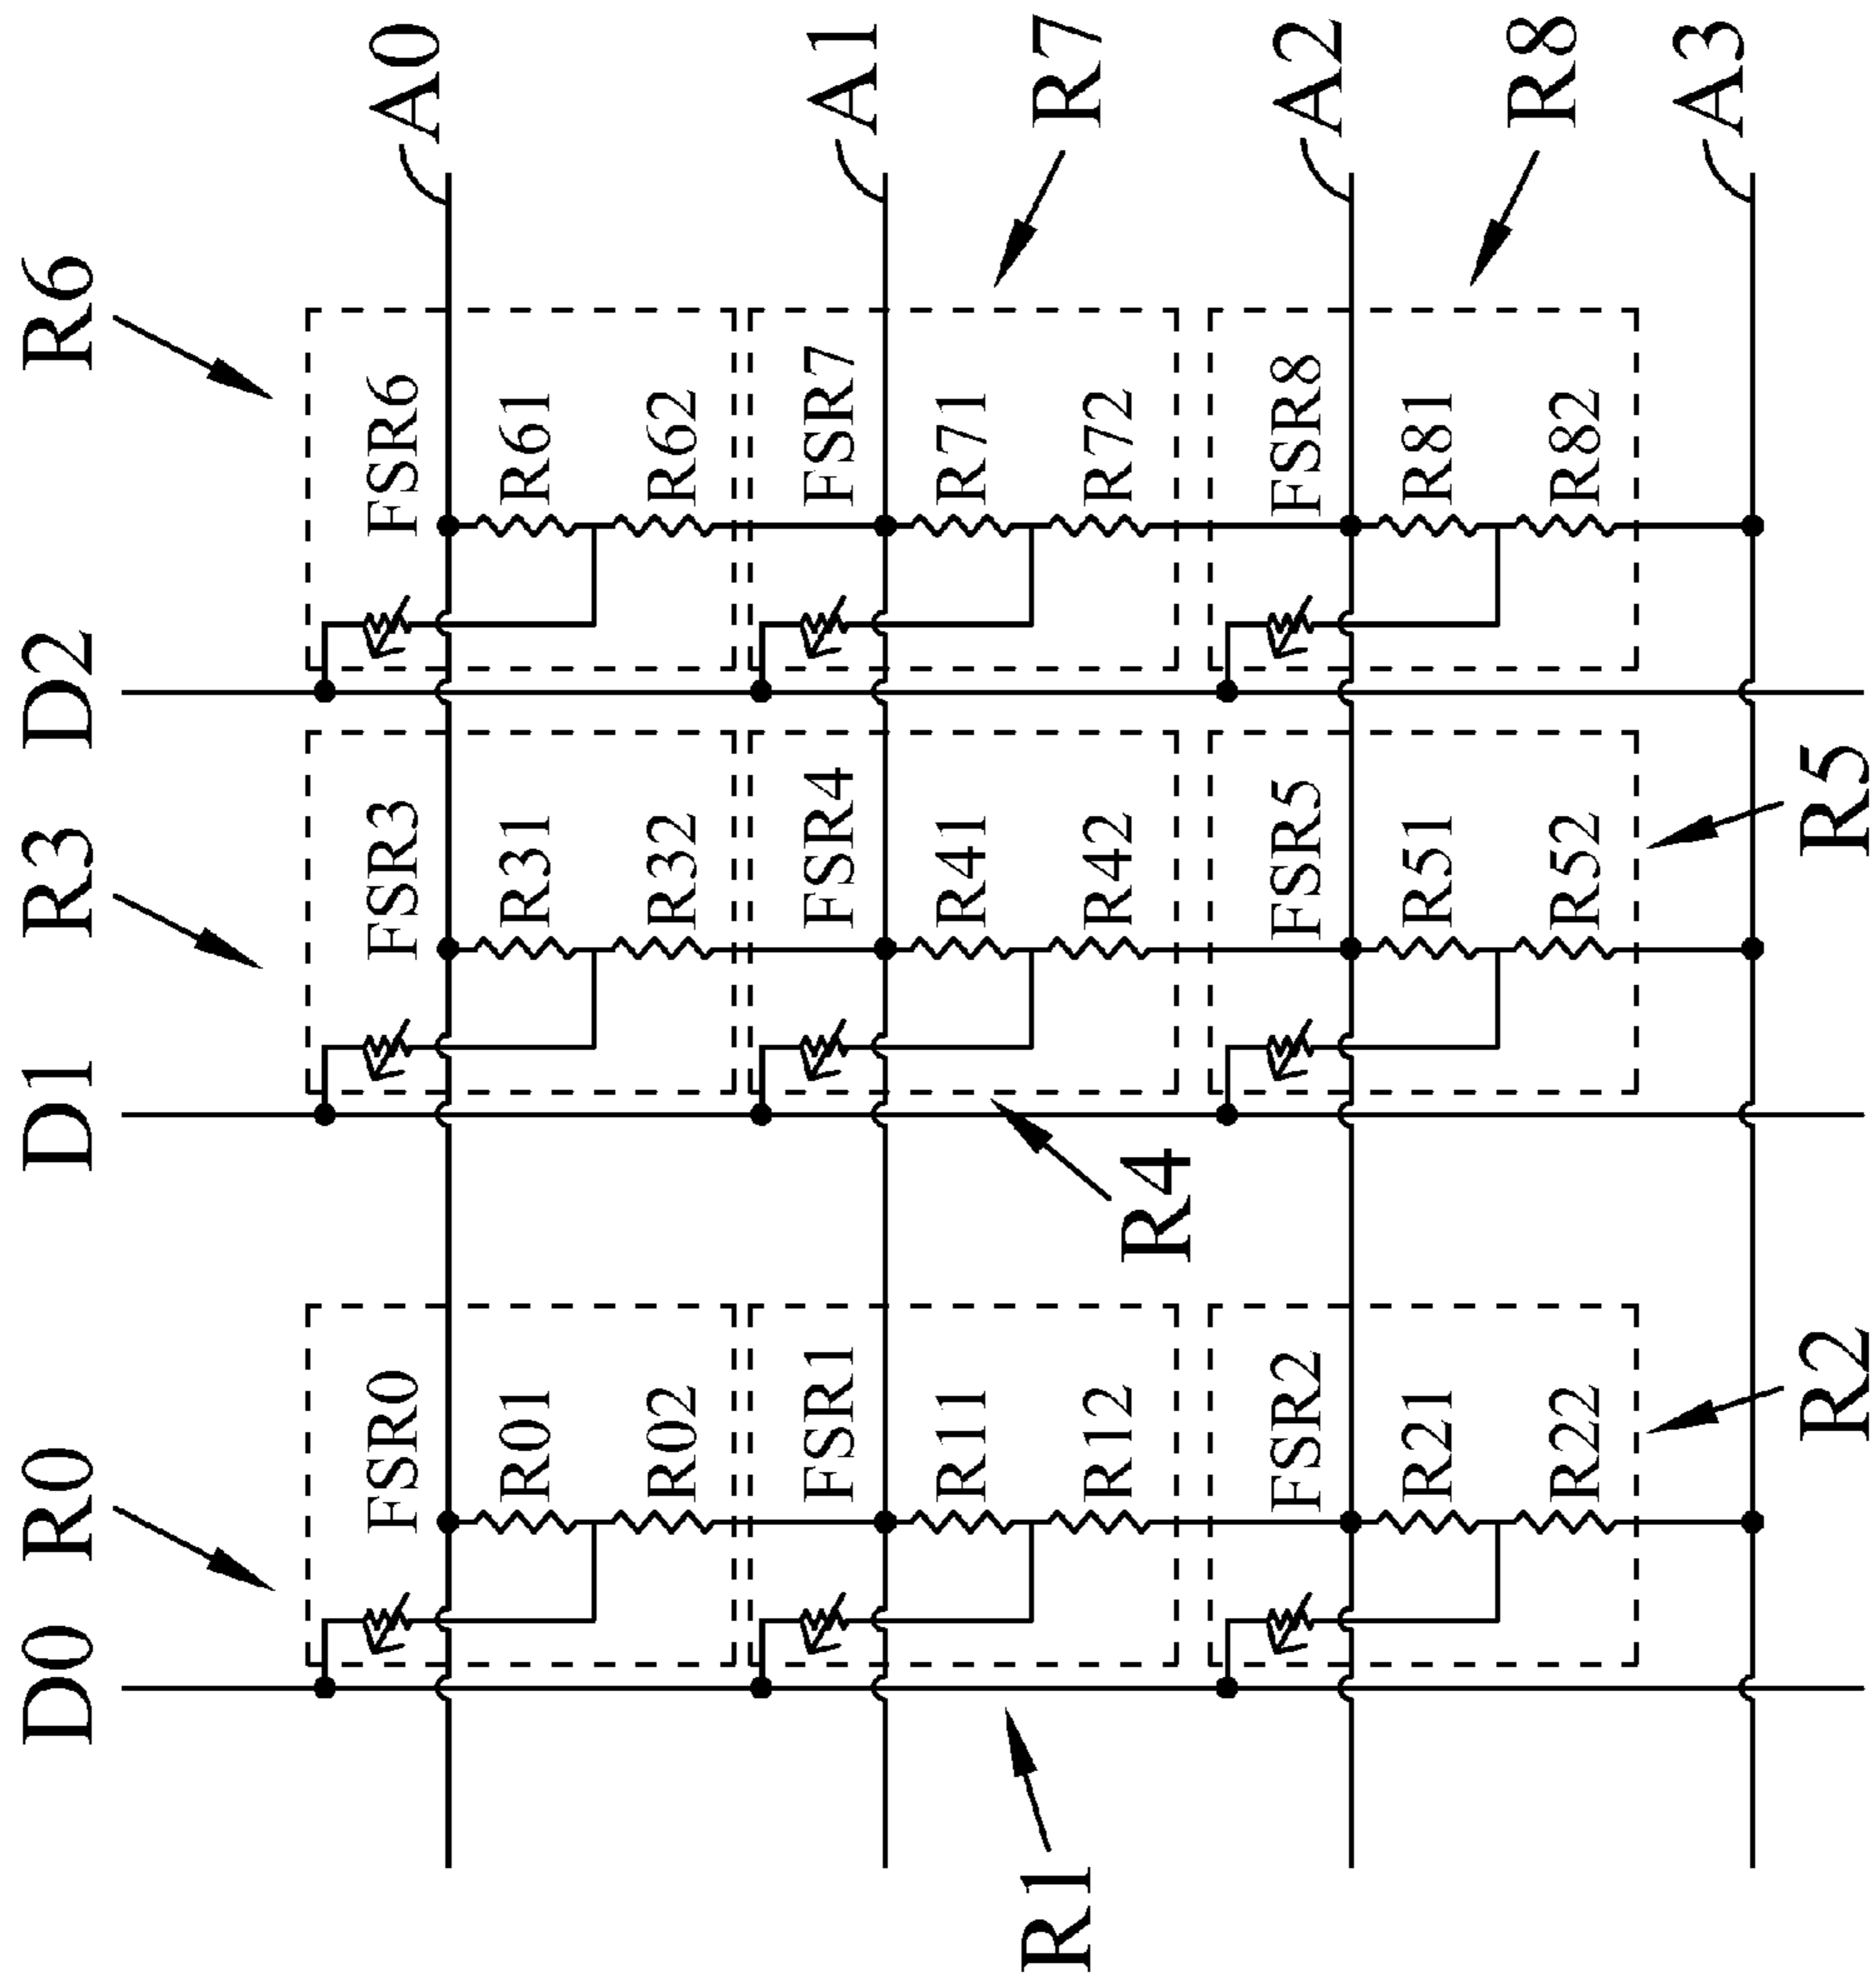 D0 R0 D1 R3 D2 R6
FSR0 FSR3 FSR6 A0
R01 R31 R61
R02 R32 R62
FSR1 FSR4 FSR7 A1
R11 R41 R71
R1 R12 R42 R72 R7
R4
FSR2 FSR5 FSR8 A2
R21 R51 R81
R22 R52 R82 R8
A3
R2 R5